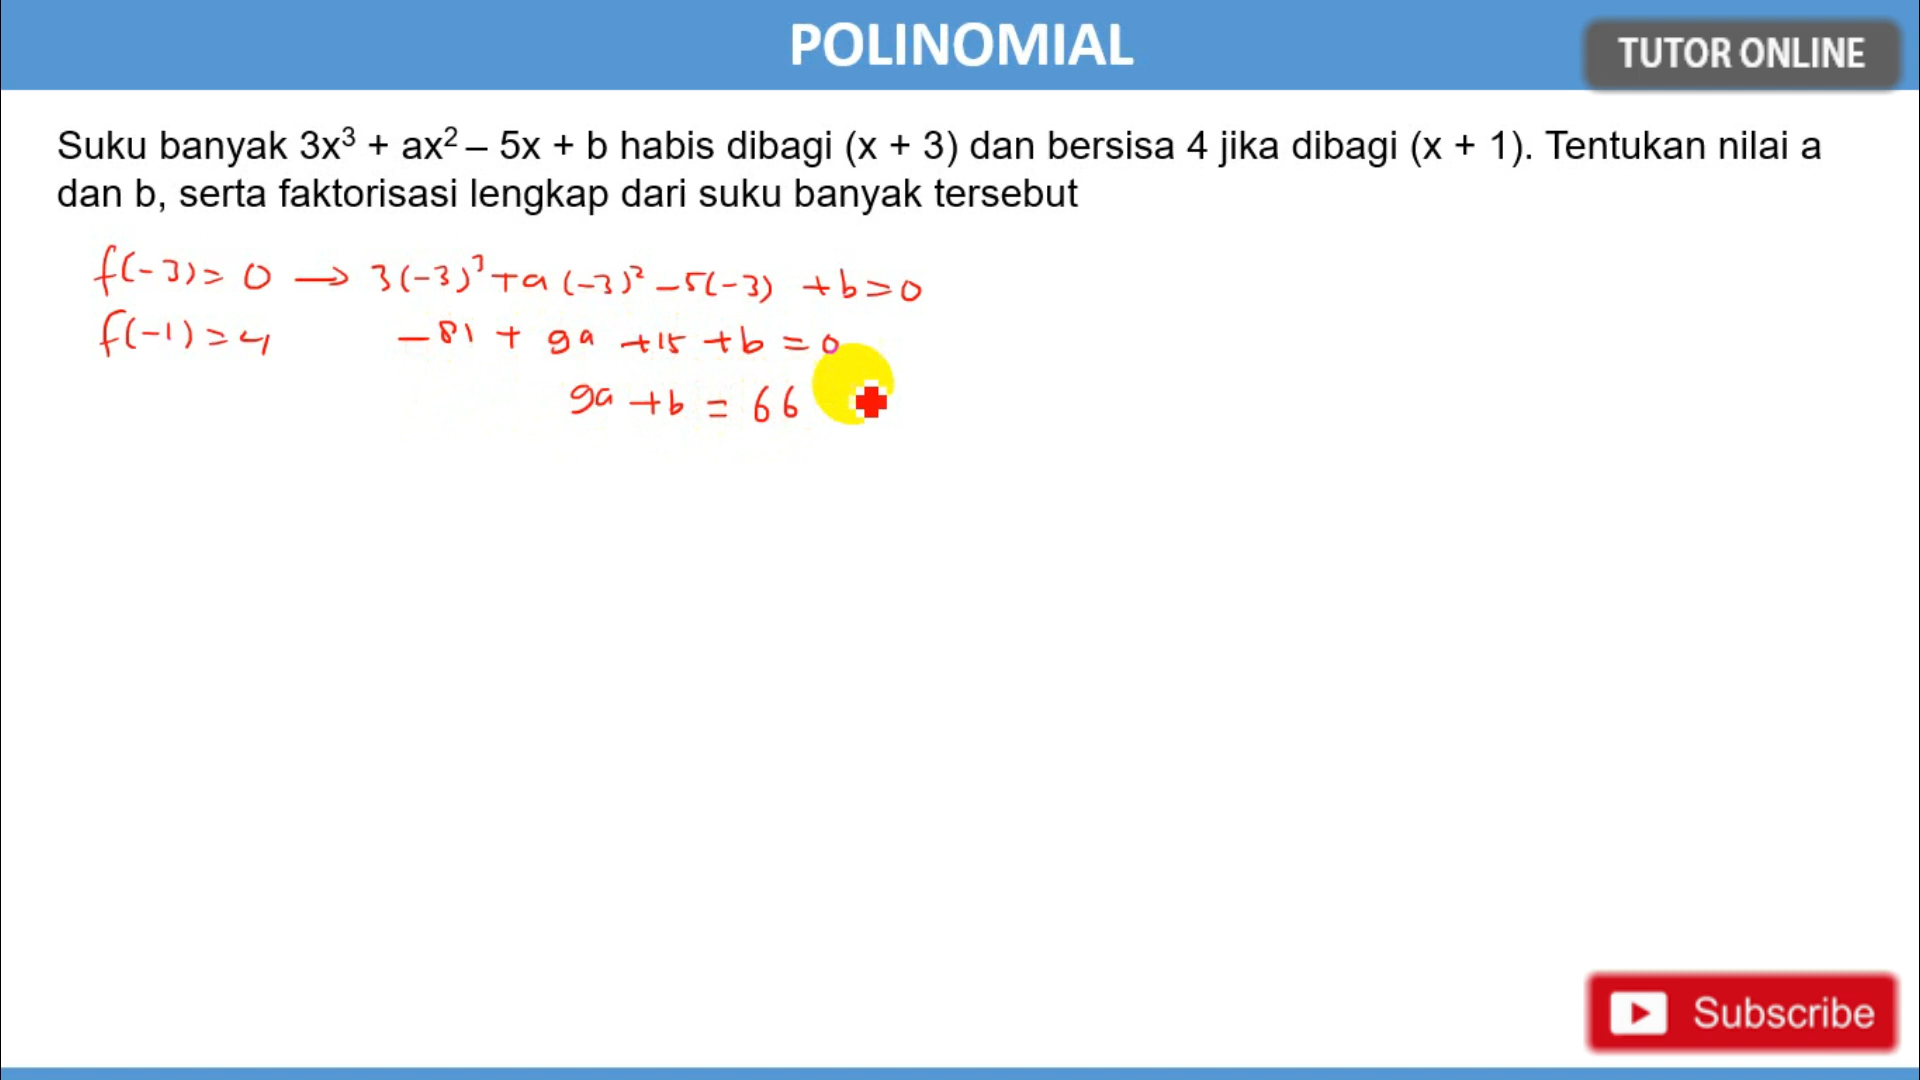 POLINOMIAL
TUTOR ONLINE
Suku banyak 3x³ + ax² – 5x + b habis dibagi (x + 3) dan bersisa 4 jika dibagi (x + 1). Tentukan nilai a
dan b, serta faktorisasi lengkap dari suku banyak tersebut
f(-3) = 0 → 3(-3)³ + a(-3)² - 5(-3) + b = 0
f(-1) = 4 -81 + 9a + 15 + b = 0
9a + b = 66
Subscribe